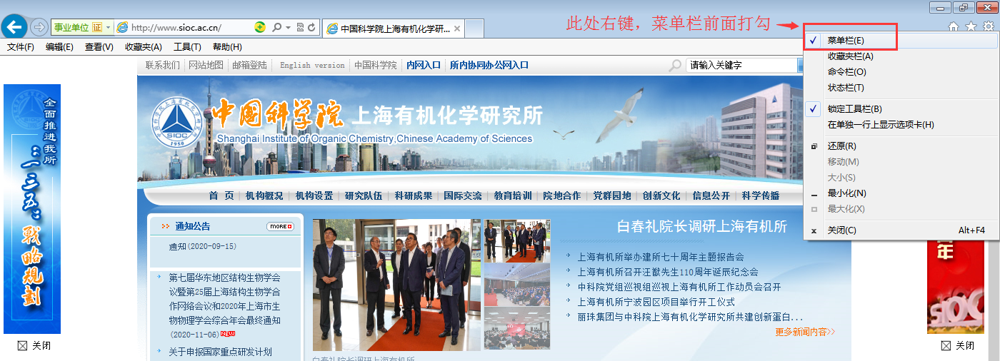 此处右键，菜单栏前面打勾
事业单位 证 http://www.sioc.ac.cn/ 中国科学院上海有机化学研...
文件(F) 编辑(E) 查看(V) 收藏夹(A) 工具(T) 帮助(H)
菜单栏(E)
收藏夹栏(A)
命令栏(O)
状态栏(T)
锁定工具栏(B)
在单独一行上显示选项卡(H)
还原(R)
移动(M)
大小(S)
最小化(N)
最大化(X)
关闭(C) Alt+F4
联系我们 网站地图 邮箱登陆 English version 中国科学院 内网入口 所内协同办公网入口 请输入关键字
SIOC
1950
中国科学院 上海有机化学研究所
Shanghai Institute of Organic Chemistry,Chinese Academy of Sciences
首 页 机构概况 机构设置 研究队伍 科研成果 国际交流 教育培训 院地合作 党群园地 创新文化 信息公开 科学传播
全面推进我所
“一三五”战略规划
关闭
通知公告 MORE
通知(2020-09-15)
第七届华东地区结构生物学会
议暨第25届上海结构生物学会
作网络会议和2020年上海市生
物物理学会综合年会最终通知
(2020-11-06) NEW
关于申报国家重点研发计划
白春礼院长调研上海有机所
白春礼院长调研上海有机所
上海有机所举办建所七十周年主题报告会
上海有机所召开汪猷先生110周年诞辰纪念会
中科院党组巡视组巡视上海有机所工作动员会召开
上海有机所宁波园区项目举行开工仪式
丽珠集团与中科院上海有机化学研究所共建创新蛋白...
更多新闻内容>>
年
SIOC
关闭